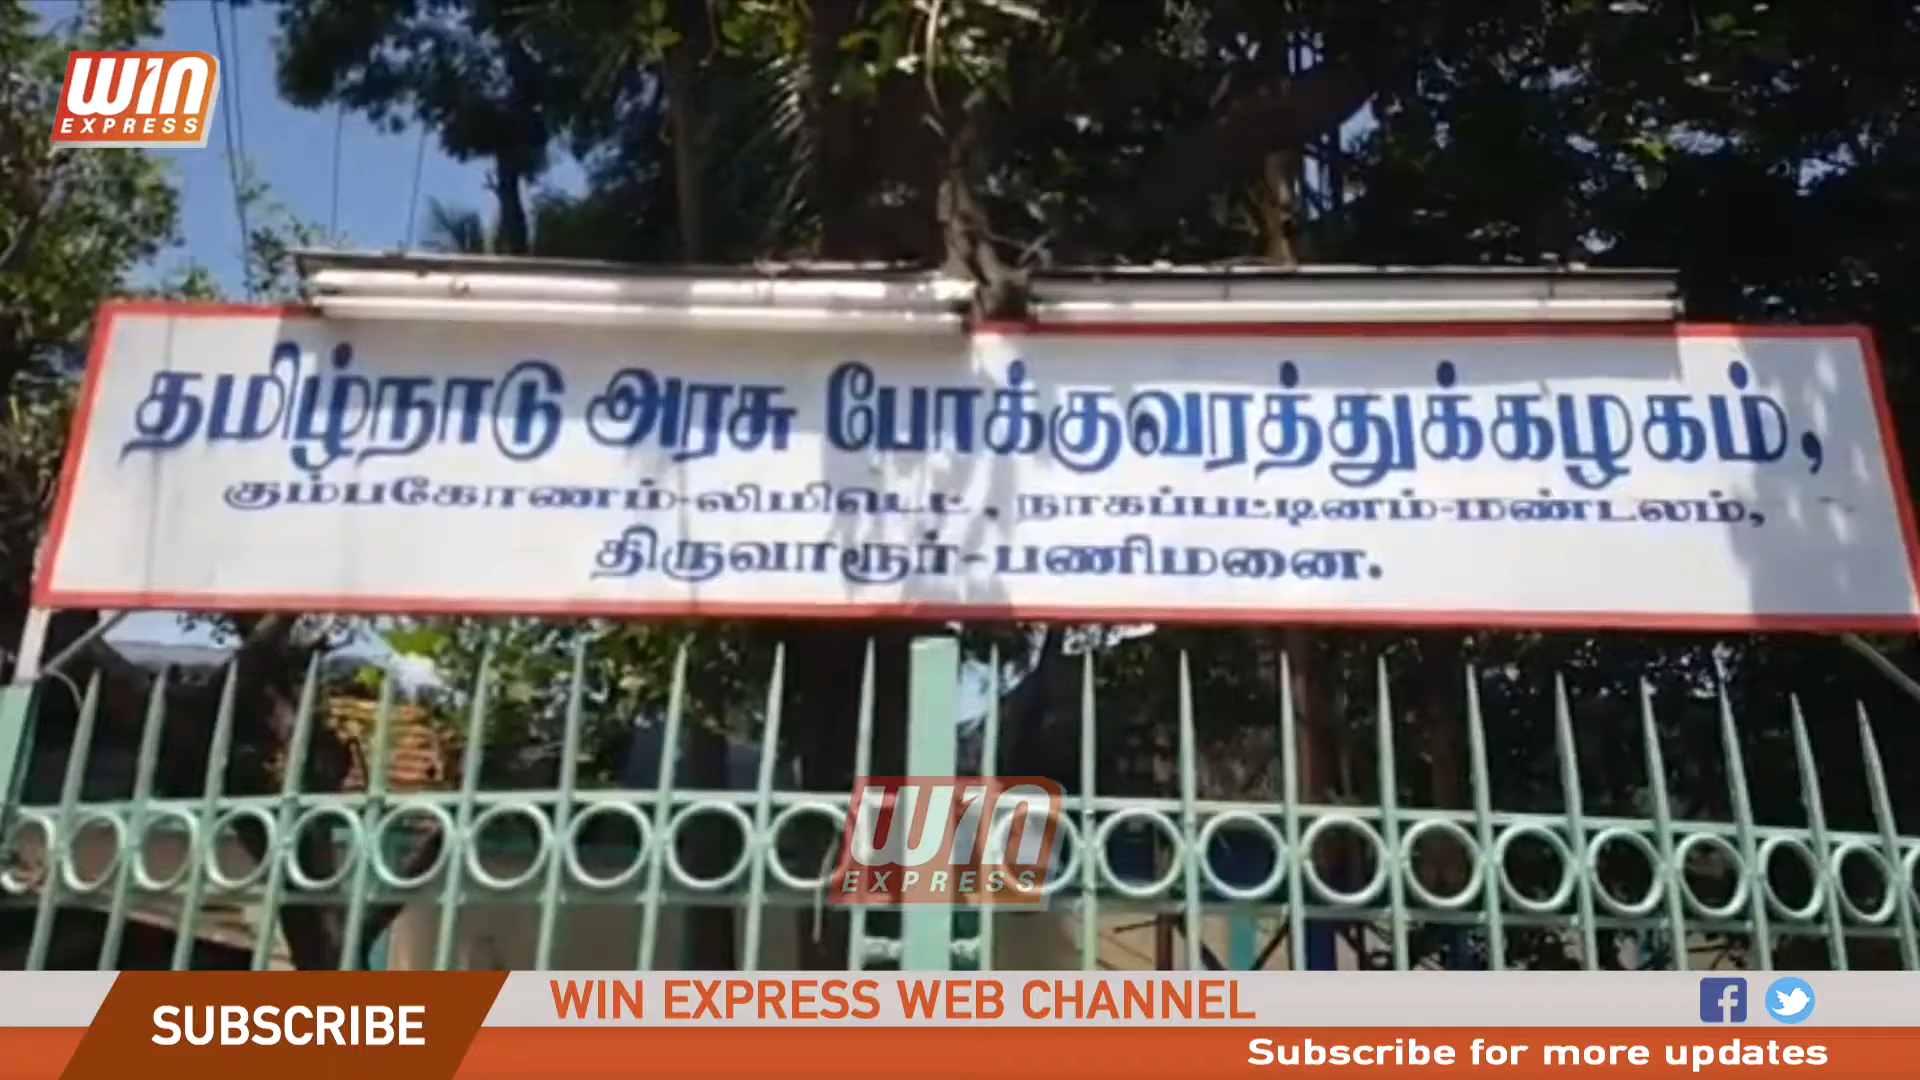 WIN
EXPRESS
தமிழ்நாடு அரசு போக்குவரத்துக்கழகம்,
கும்பகோணம்-லிமிடெட், நாகப்பட்டினம்-மண்டலம்,
திருவாரூர்-பணிமனை.
WIN
EXPRESS
SUBSCRIBE
WIN EXPRESS WEB CHANNEL
Subscribe for more updates